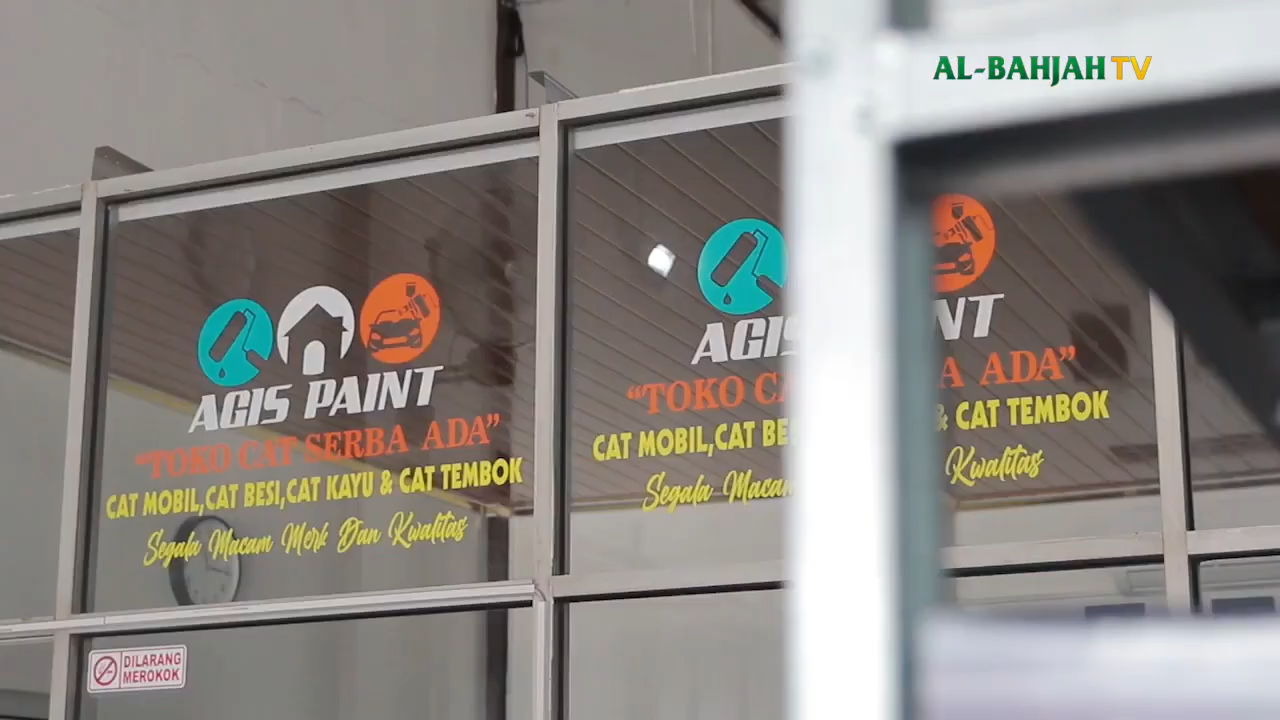 AL-BAHJAH TV
AGIS PAINT
"TOKO CAT SERBA ADA"
CAT MOBIL,CAT BESI,CAT KAYU & CAT TEMBOK
Segala Macam Merk Dan Kwalitas
DILARANG
MEROKOK
AGIS NT
"TOKO CA A ADA"
CAT MOBIL,CAT BE & CAT TEMBOK
Segala Macam Kwalitas